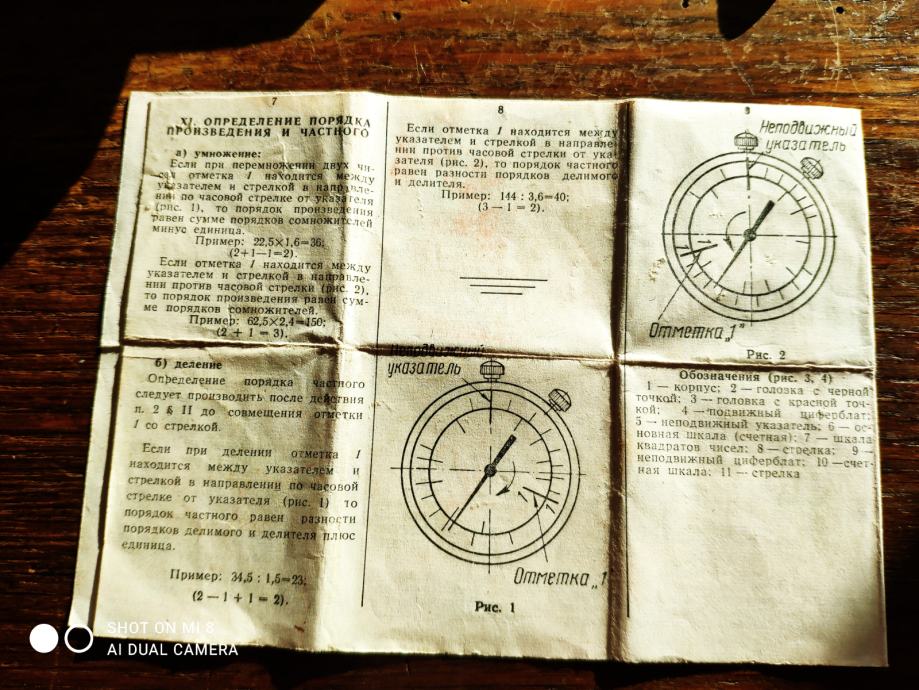 7
XI. ОПРЕДЕЛЕНИЕ ПОРЯДКА
ПРОИЗВЕДЕНИЯ И ЧАСТНОГО
а) умножение:
Если при перемножении двух чи-
сел отметка 1 находится между
указателем и стрелкой в направле-
нии по часовой стрелке от указателя
(рис. 1), то порядок произведения
равен сумме порядков сомножителей
минус единица.
Пример: 22,5×1,6=36;
(2+1—1=2).
Если отметка 1 находится между
указателем и стрелкой в направле-
нии против часовой стрелки (рис. 2),
то порядок произведения равен сум-
ме порядков сомножителей.
Пример: 62,5×2,4=150;
(2 + 1 = 3).
б) деление
Определение порядка частного
следует производить после действия
п. 2 § II до совмещения отметки
1 со стрелкой.
Если при делении отметка 1
находится между указателем и
стрелкой в направлении по часовой
стрелке от указателя (рис. 1) то
порядок частного равен разности
порядков делимого и делителя плюс
единица.
Пример: 34,5 : 1,5=23;
(2 — 1 + 1 = 2).
8
Если отметка 1 находится между
указателем и стрелкой в направле-
нии против часовой стрелки от ука-
зателя (рис. 2), то порядок частного
равен разности порядков делимого
и делителя.
Пример: 144 : 3,6=40;
(3 — 1 = 2).
Неподвижный
указатель
1
Отметка „1
Рис. 1
9
Неподвижный
указатель
1
Отметка „1"
Рис. 2
Обозначения (рис. 3, 4)
1 — корпус; 2 — головка с черной
точкой; 3 — головка с красной точ-
кой; 4 — подвижный циферблат;
5 — неподвижный указатель; 6 — ос-
новная шкала (счетная); 7 — шкала
квадратов чисел; 8 — стрелка; 9 —
неподвижный циферблат; 10 — счет-
ная шкала; 11 — стрелка
SHOT ON MI 8
AI DUAL CAMERA